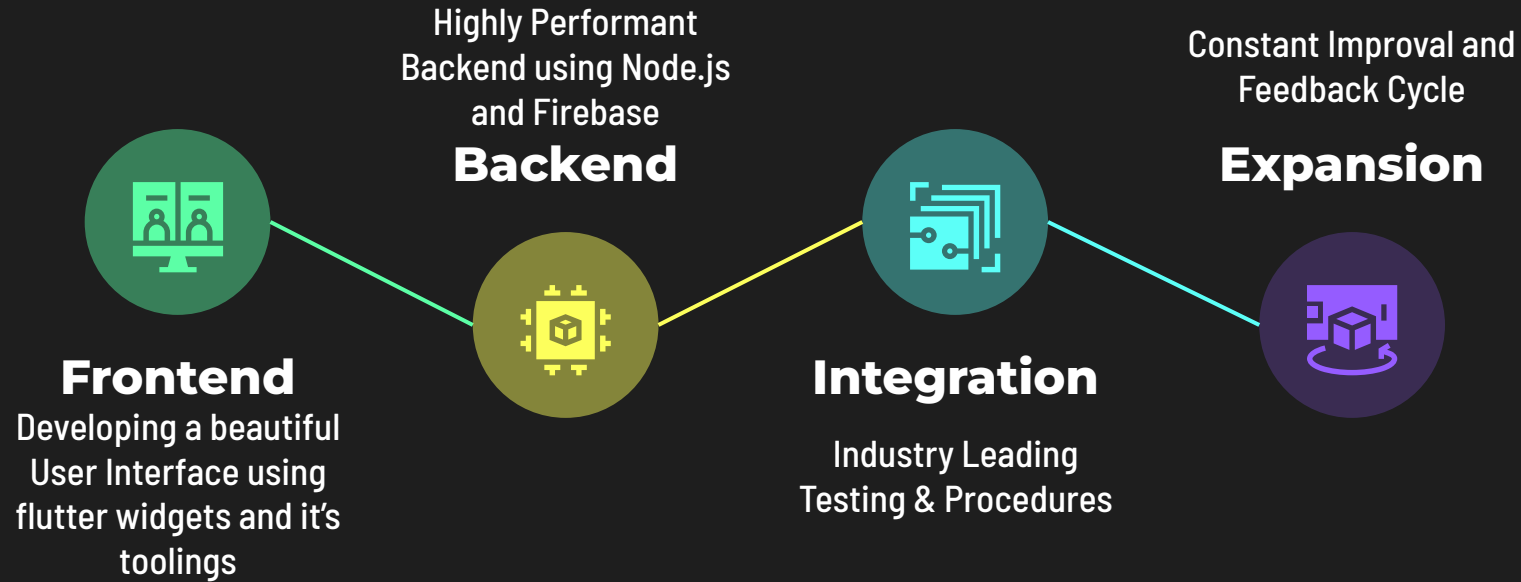 Frontend
Developing a beautiful
User Interface using
flutter widgets and it’s
toolings
Highly Performant
Backend using Node.js
and Firebase
Backend
Integration
Industry Leading
Testing & Procedures
Constant Improval and
Feedback Cycle
Expansion